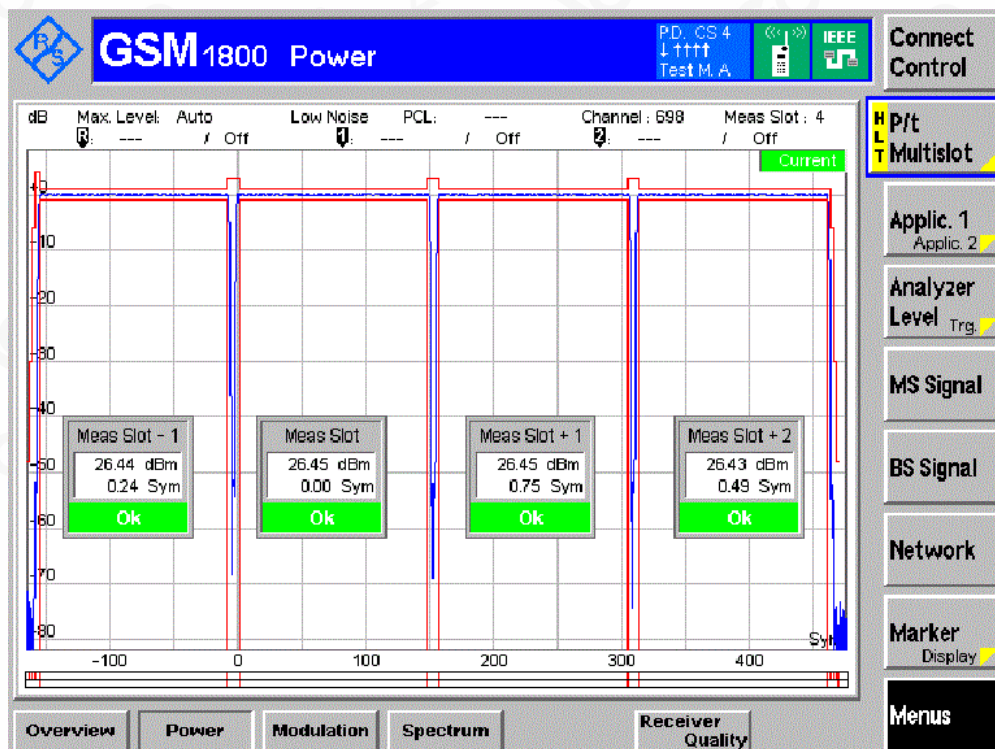 R/S
GSM 1800 Power
P.D. CS 4
↓↑↑↑↑
Test M. A
IEEE
Connect Control
dB Max. Level: Auto Low Noise PCL: --- Channel : 698 Meas Slot : 4
R: --- / Off 1: --- / Off 2: --- / Off
Current
HLT
P/t Multislot
Applic. 1
Applic. 2
Analyzer Level Trg.
MS Signal
BS Signal
Network
Marker
Display
Menus
+0
-10
-20
-30
-40
-50
-60
-70
-80
Meas Slot - 1
26.44 dBm
0.24 Sym
Ok
Meas Slot
26.45 dBm
0.00 Sym
Ok
Meas Slot + 1
26.45 dBm
0.75 Sym
Ok
Meas Slot + 2
26.43 dBm
0.49 Sym
Ok
-100 0 100 200 300 400
Overview Power Modulation Spectrum Receiver Quality